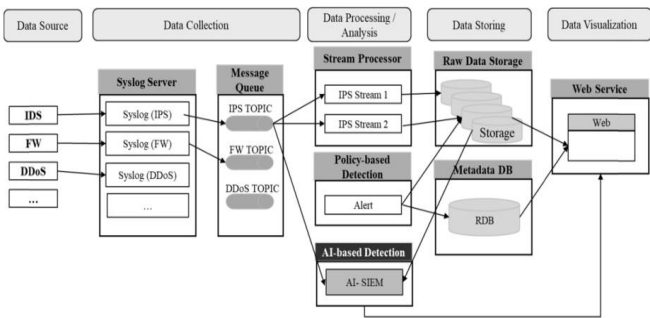 Data Source
Data Collection
Data Processing /
Analysis
Data Storing
Data Visualization
Syslog Server
Message
Queue
Stream Processor
Raw Data Storage
Web Service
IDS
FW
DDoS
...
Syslog (IPS)
Syslog (FW)
Syslog (DDoS)
...
IPS TOPIC
FW TOPIC
DDoS TOPIC
IPS Stream 1
IPS Stream 2
Storage
Web
Policy-based
Detection
Alert
Metadata DB
RDB
AI-based Detection
AI- SIEM